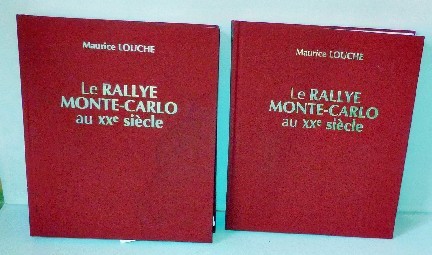 Maurice LOUCHE
Le RALLYE
MONTE-CARLO
au XXe siècle
Maurice LOUCHE
Le RALLYE
MONTE-CARLO
au XXe siècle